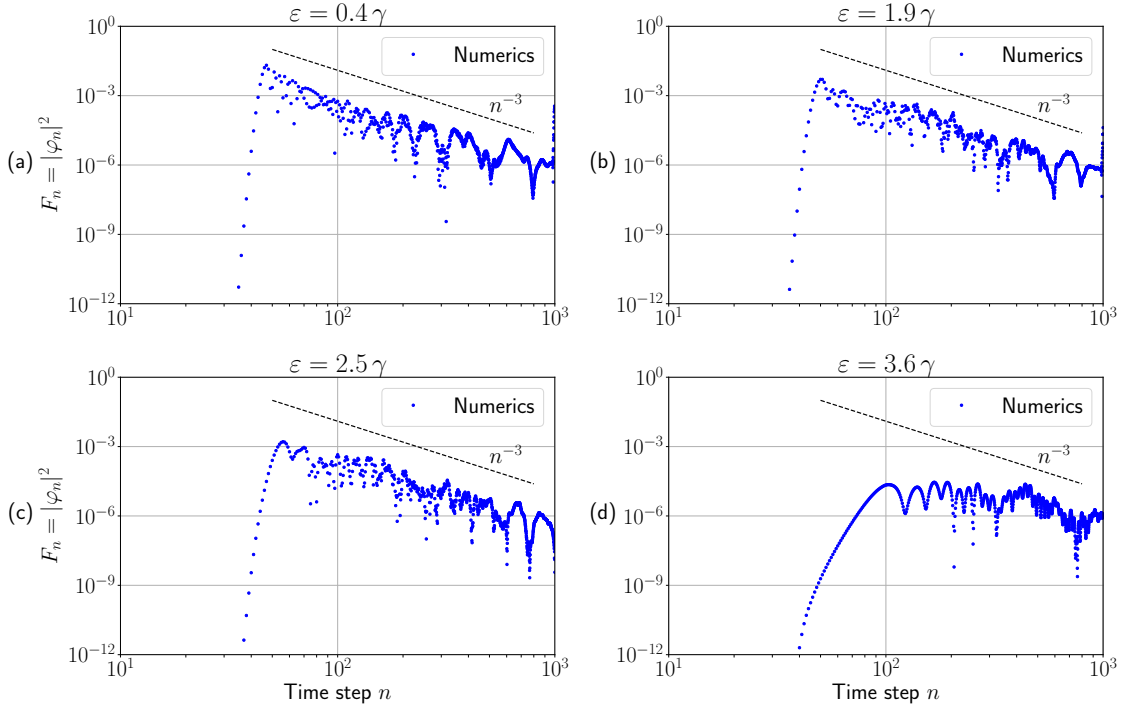 ε = 0.4 γ
10^0
10^{-3}
10^{-6}
10^{-9}
10^{-12}
10^1
10^2
10^3
F_n = |φ_n|^2
(a)
Numerics
n^{-3}
ε = 1.9 γ
10^0
10^{-3}
10^{-6}
10^{-9}
10^{-12}
10^1
10^2
10^3
(b)
Numerics
n^{-3}
ε = 2.5 γ
10^0
10^{-3}
10^{-6}
10^{-9}
10^{-12}
10^1
10^2
10^3
F_n = |φ_n|^2
(c)
Numerics
n^{-3}
Time step n
ε = 3.6 γ
10^0
10^{-3}
10^{-6}
10^{-9}
10^{-12}
10^1
10^2
10^3
(d)
Numerics
n^{-3}
Time step n